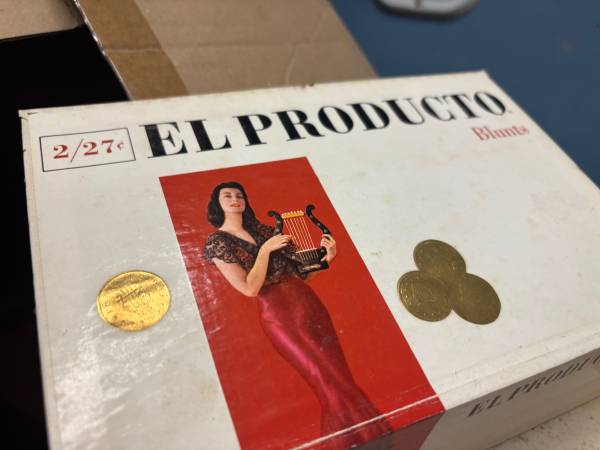 2/27¢
EL PRODUCTO.
Blunts
EL PRODUC